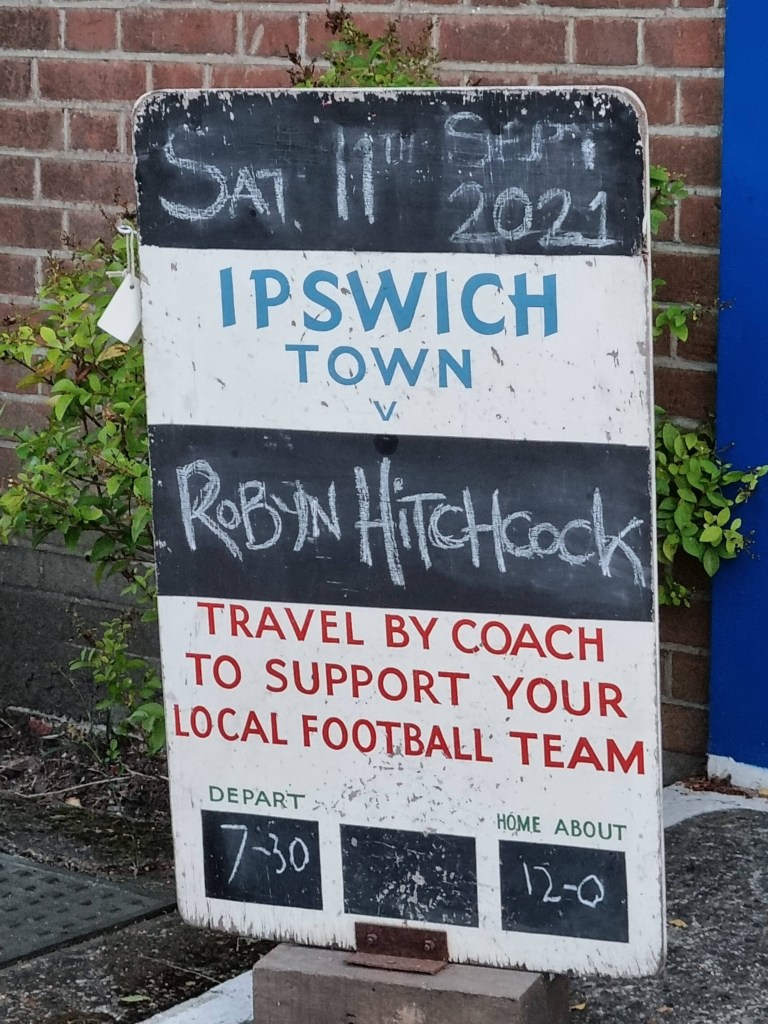 SAT 11TH SEPT
2021
IPSWICH
TOWN
V
ROBYN HITCHCOCK
TRAVEL BY COACH
TO SUPPORT YOUR
LOCAL FOOTBALL TEAM
DEPART
HOME ABOUT
7-30
12-0